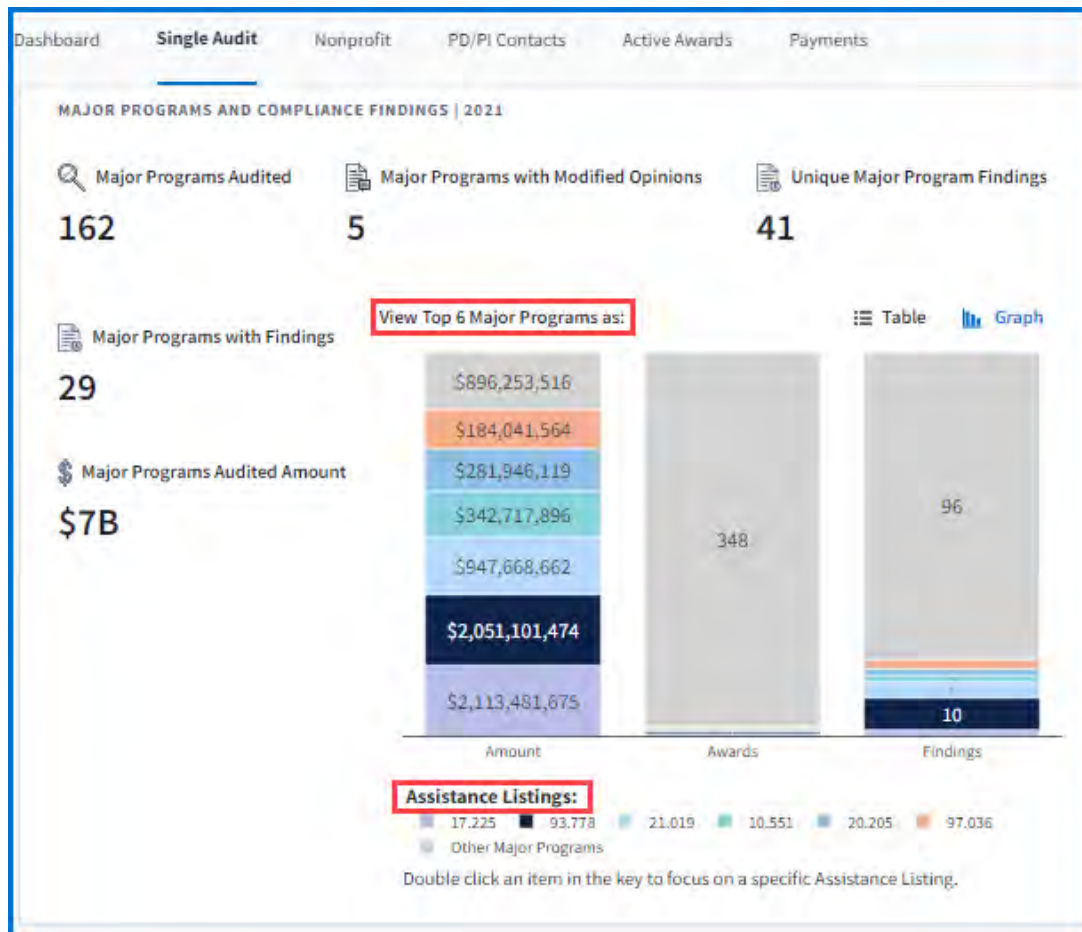 Dashboard Single Audit Nonprofit PD/PI Contacts Active Awards Payments
MAJOR PROGRAMS AND COMPLIANCE FINDINGS | 2021
Major Programs Audited
162
Major Programs with Modified Opinions
5
Unique Major Program Findings
41
Major Programs with Findings
29
Major Programs Audited Amount
$7B
View Top 6 Major Programs as:
Table Graph
$896,253,516
$184,041,564
$281,946,119
$342,717,896
$947,668,662
$2,051,101,474
$2,113,481,675
348
96
10
Amount Awards Findings
Assistance Listings:
17.225 93.778 21.019 10.551 20.205 97.036
Other Major Programs
Double click an item in the key to focus on a specific Assistance Listing.